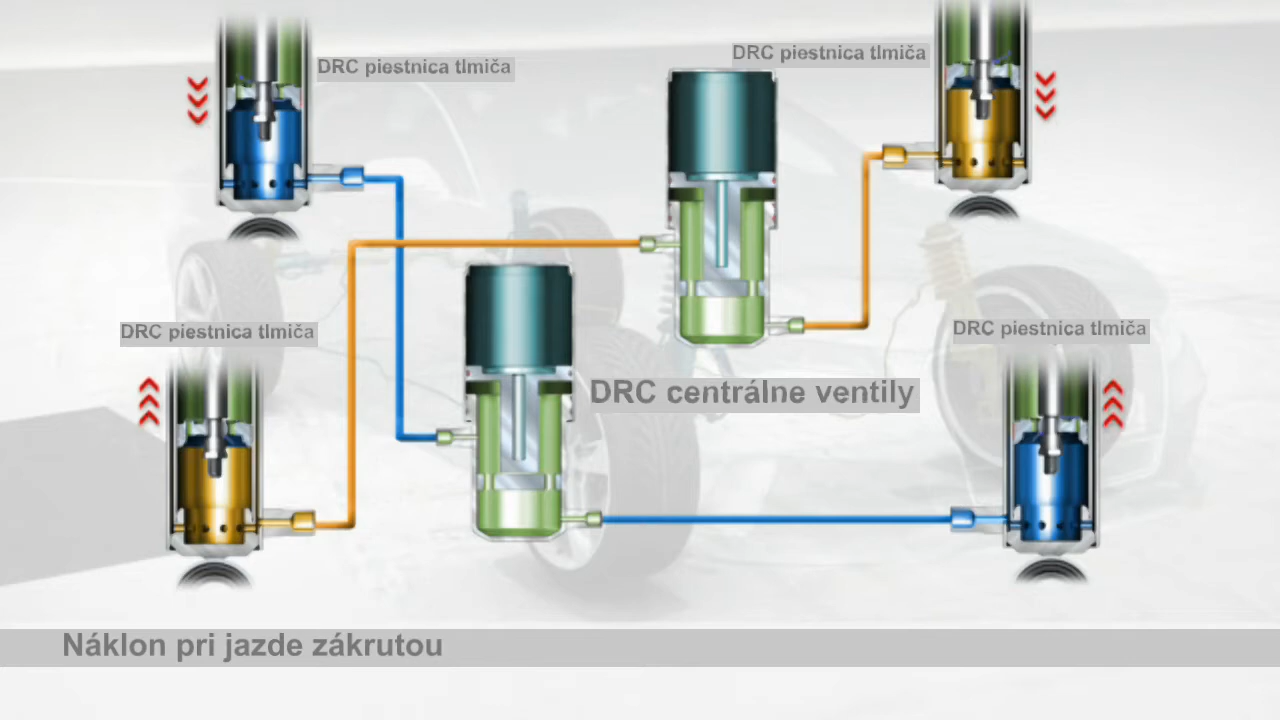 DRC piestnica tlmiča
DRC piestnica tlmiča
DRC piestnica tlmiča
DRC piestnica tlmiča
DRC centrálne ventily
Náklon pri jazde zákrutou